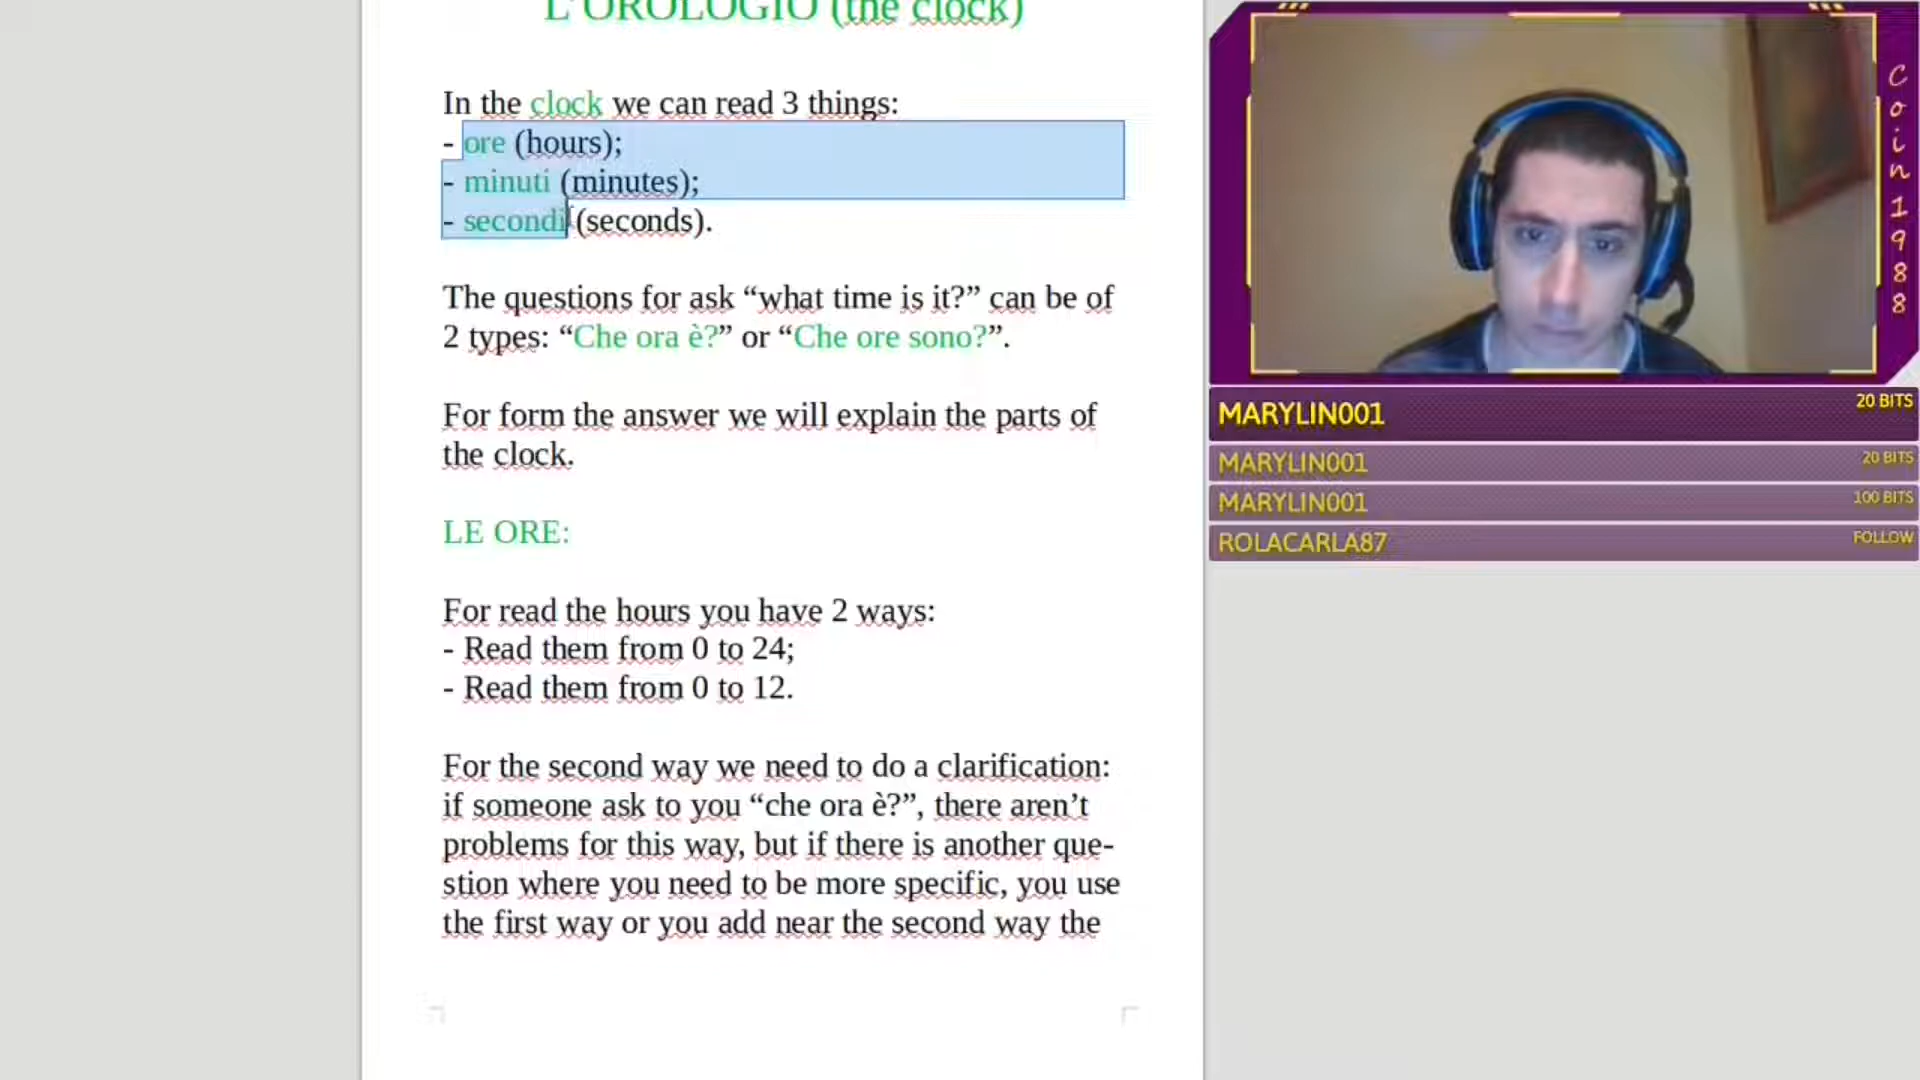 L'OROLOGIO (the clock)
In the clock we can read 3 things:
- ore (hours);
- minuti (minutes);
- secondi (seconds).
The questions for ask “what time is it?” can be of
2 types: “Che ora è?” or “Che ore sono?”.
For form the answer we will explain the parts of
the clock.
LE ORE:
For read the hours you have 2 ways:
- Read them from 0 to 24;
- Read them from 0 to 12.
For the second way we need to do a clarification:
if someone ask to you “che ora è?”, there aren’t
problems for this way, but if there is another que-
stion where you need to be more specific, you use
the first way or you add near the second way the
Coin1988
MARYLIN001 20 BITS
MARYLIN001 20 BITS
MARYLIN001 100 BITS
ROLACARLA87 FOLLOW